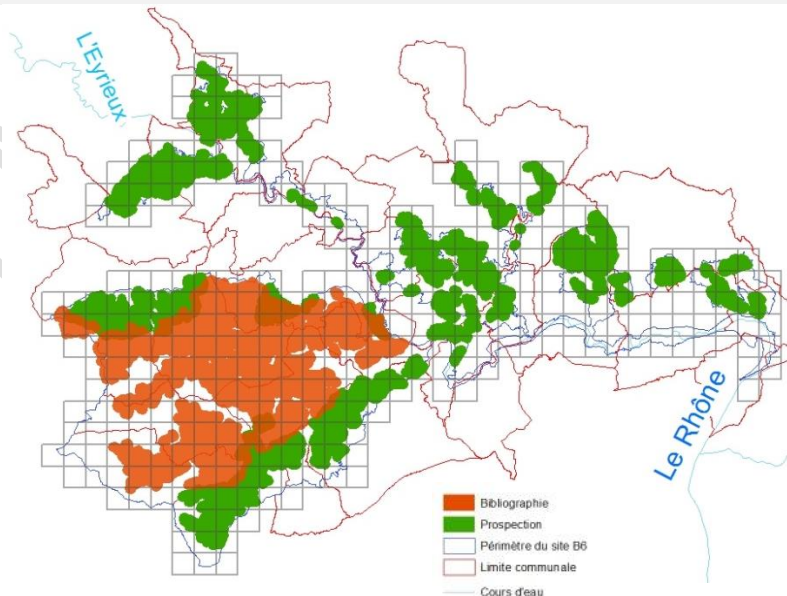 L'Eyrieux
Le Rhône
Bibliographie
Prospection
Périmètre du site B6
Limite communale
Cours d'eau